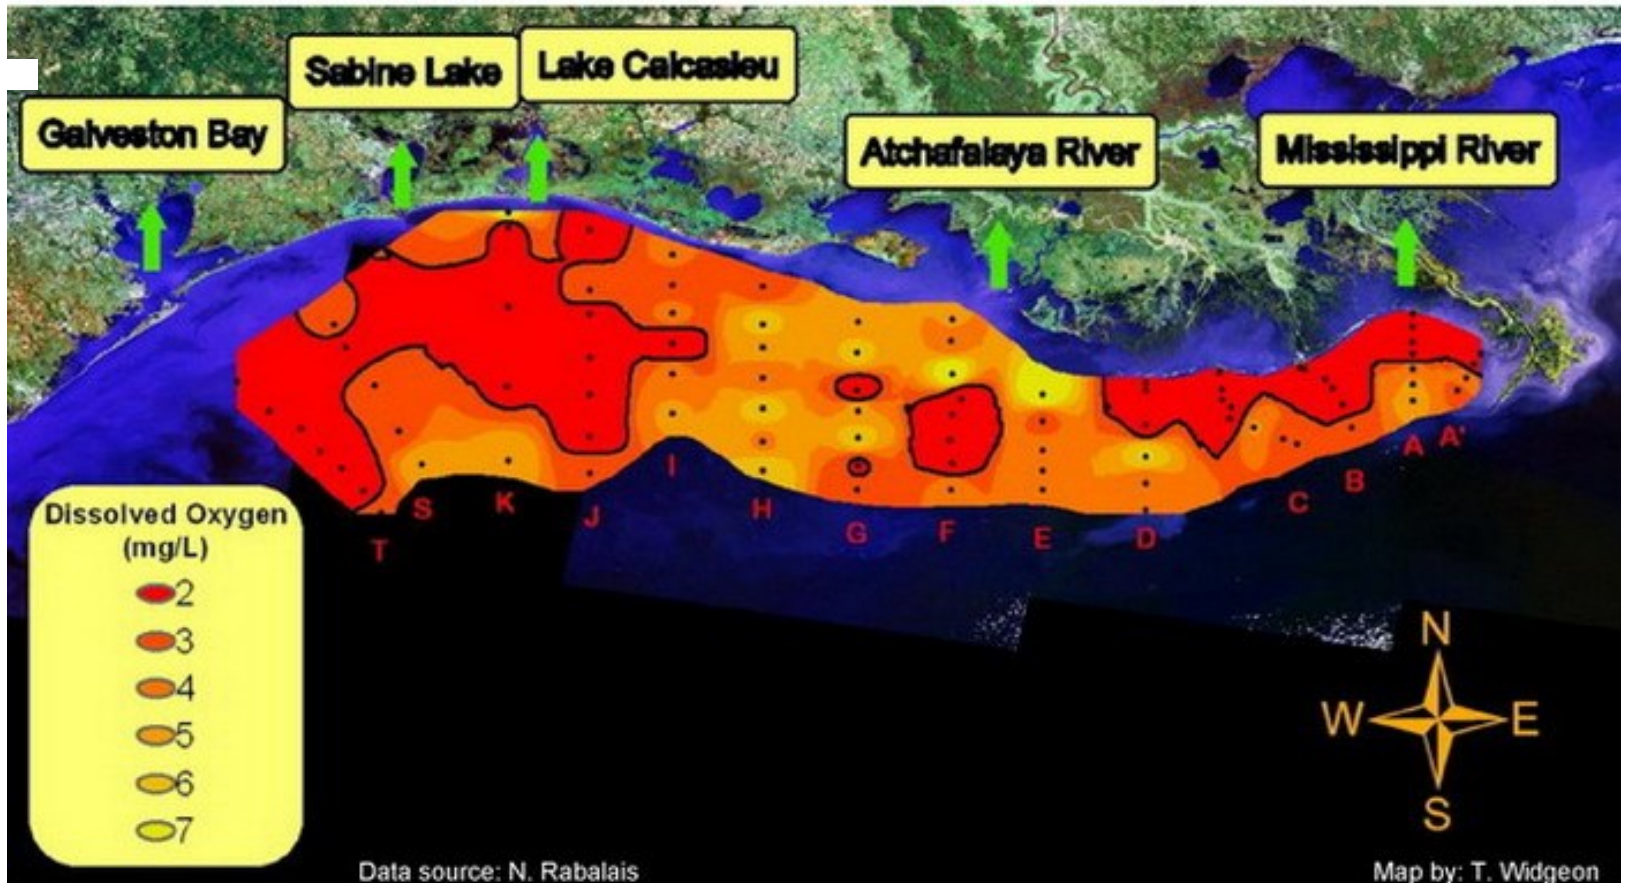 Sabine Lake
Lake Calcasieu
Galveston Bay
Atchafalaya River
Mississippi River
A
A'
B
C
D
E
F
G
H
I
J
K
S
T
Dissolved Oxygen
(mg/L)
2
3
4
5
6
7
N
W
E
S
Data source: N. Rabalais
Map by: T. Widgeon